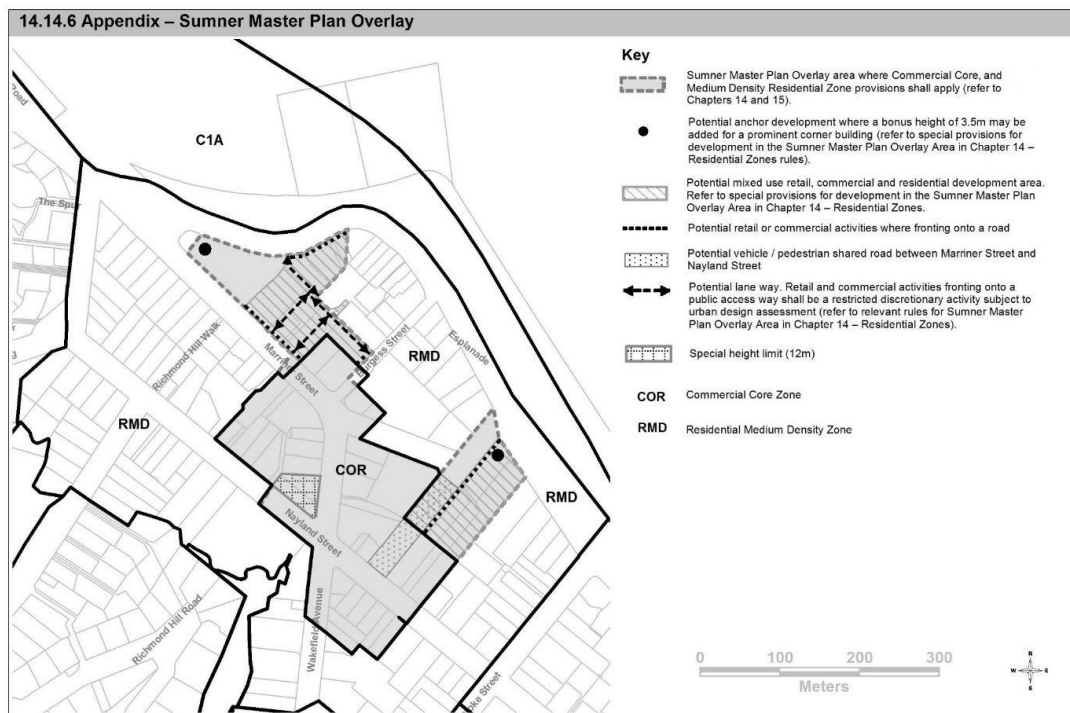 14.14.6 Appendix – Sumner Master Plan Overlay
Key
Sumner Master Plan Overlay area where Commercial Core, and
Medium Density Residential Zone provisions shall apply (refer to
Chapters 14 and 15).
Potential anchor development where a bonus height of 3.5m may be
added for a prominent corner building (refer to special provisions for
development in the Sumner Master Plan Overlay Area in Chapter 14 –
Residential Zones rules).
Potential mixed use retail, commercial and residential development area.
Refer to special provisions for development in the Sumner Master Plan
Overlay Area in Chapter 14 – Residential Zones.
Potential retail or commercial activities where fronting onto a road
Potential vehicle / pedestrian shared road between Marriner Street and
Nayland Street
Potential lane way. Retail and commercial activities fronting onto a
public access way shall be a restricted discretionary activity subject to
urban design assessment (refer to relevant rules for Sumner Master
Plan Overlay Area in Chapter 14 – Residential Zones).
Special height limit (12m)
COR Commercial Core Zone
RMD Residential Medium Density Zone
Road
C1A
The Spur
Richmond Hill Walk
Marriner Street
Burgess Street
Esplanade
RMD
RMD
COR
RMD
Nayland Street
Wakefield Avenue
Richmond Hill Road
oke Street
0 100 200 300
Meters
N
W E
S